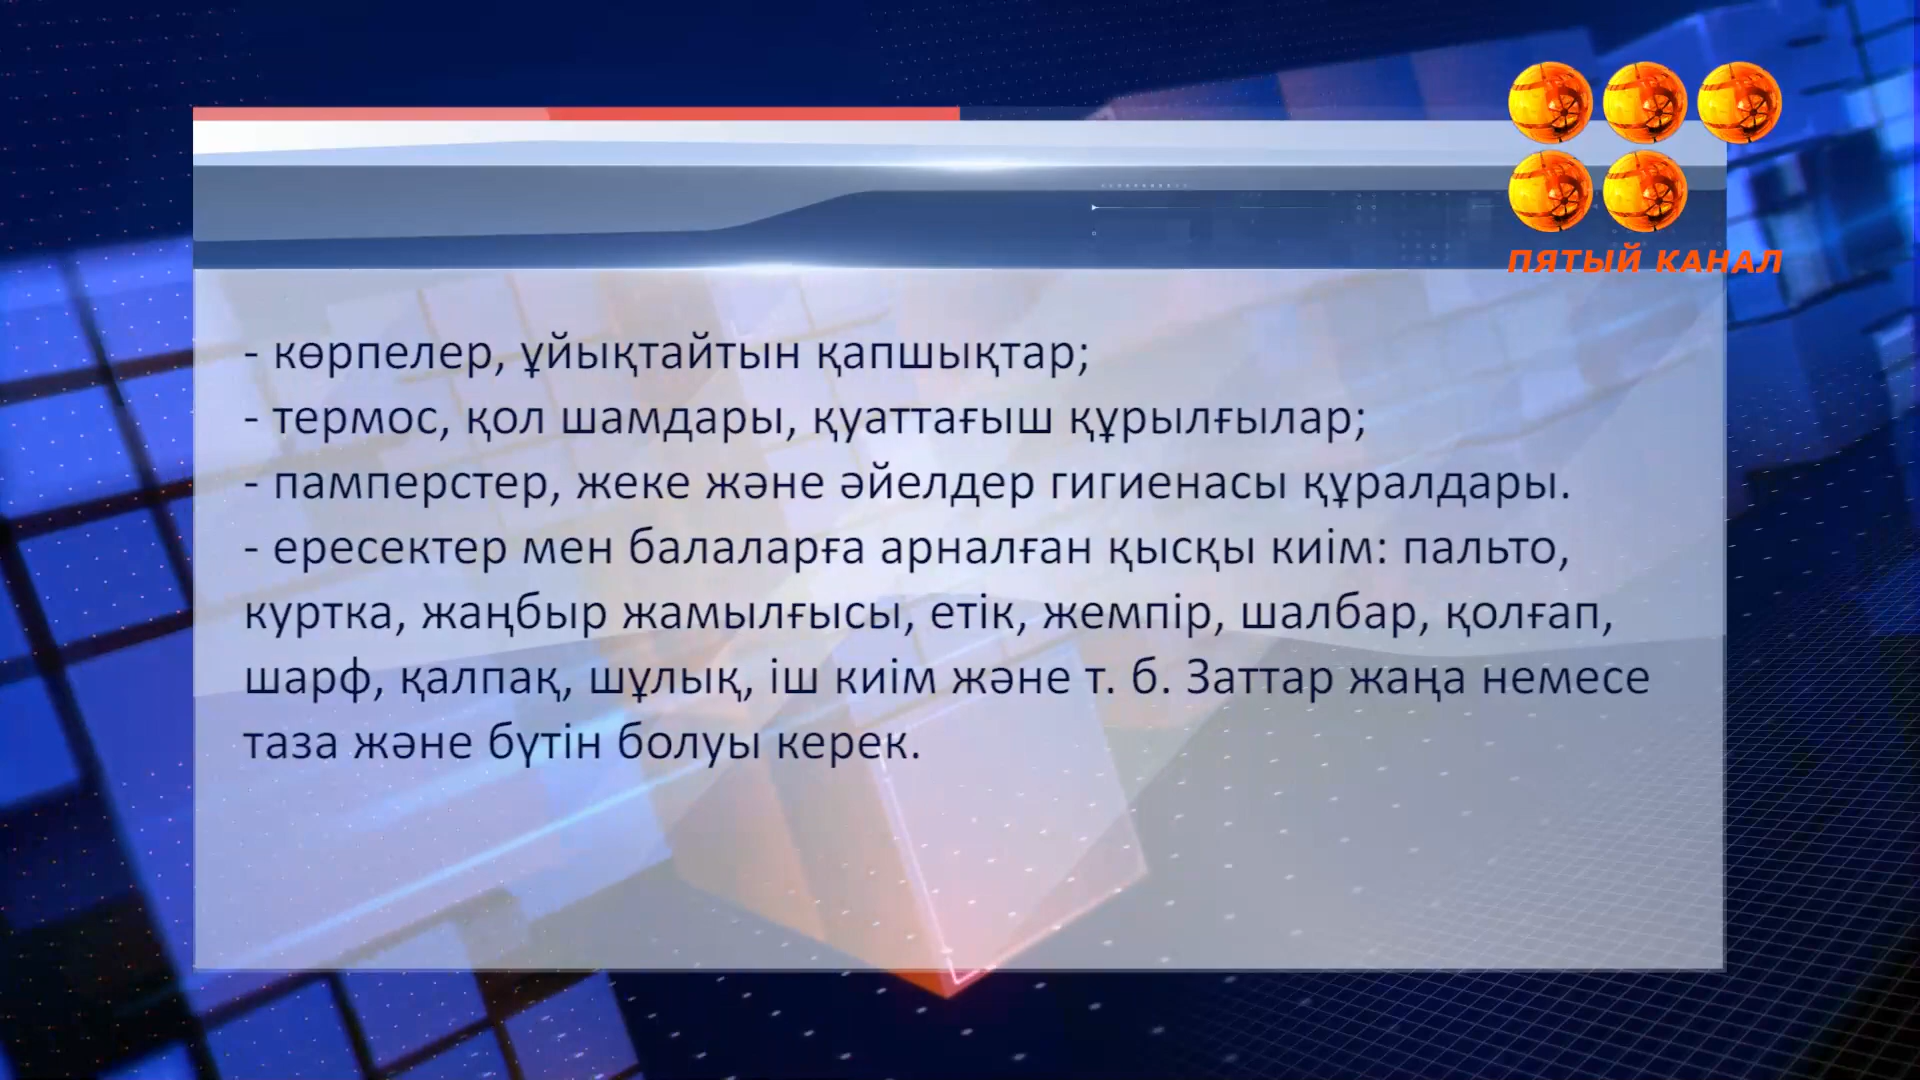 ПЯТЫЙ КАНАЛ
- көрпелер, ұйықтайтын қапшықтар;
- термос, қол шамдары, қуаттағыш құрылғылар;
- памперстер, жеке және әйелдер гигиенасы құралдары.
- ересектер мен балаларға арналған қысқы киім: пальто,
куртка, жаңбыр жамылғысы, етік, жемпір, шалбар, қолғап,
шарф, қалпақ, шұлық, іш киім және т. б. Заттар жаңа немесе
таза және бүтін болуы керек.